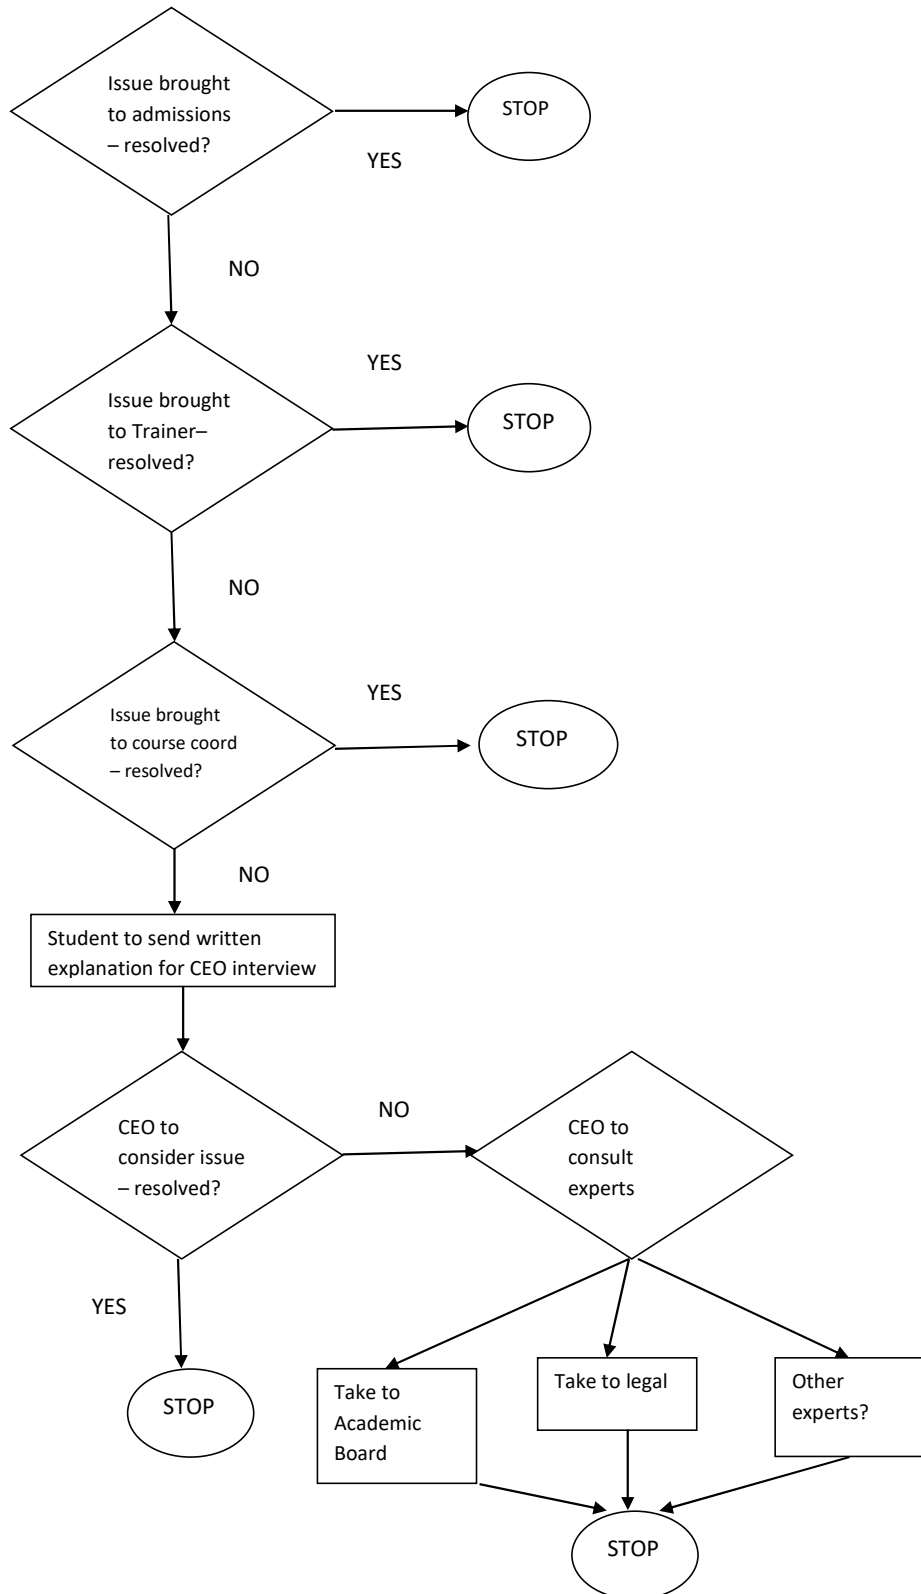 Issue brought
to admissions
– resolved?
STOP
YES
NO
YES
Issue brought
to Trainer–
resolved?
STOP
NO
YES
Issue brought
to course coord
– resolved?
STOP
NO
Student to send written
explanation for CEO interview
NO
CEO to
consider issue
– resolved?
CEO to
consult
experts
YES
STOP
Take to
Academic
Board
Take to legal
Other
experts?
STOP